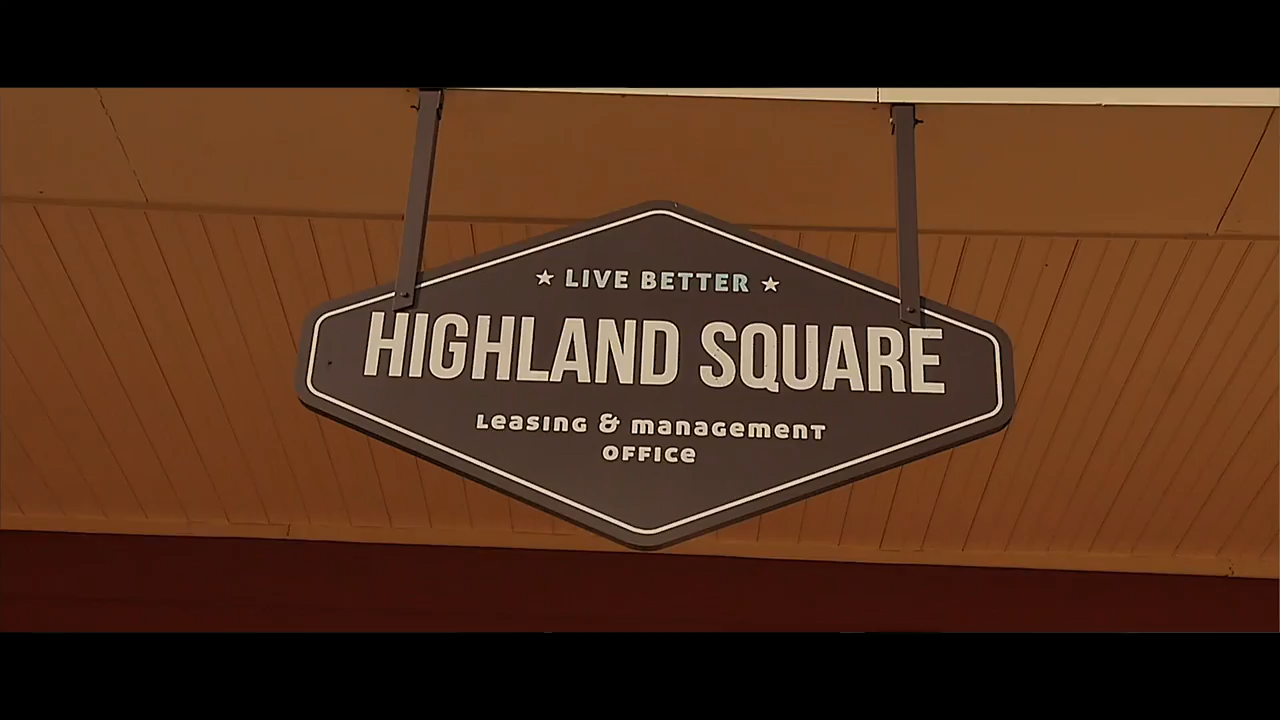 ★ LIVE BETTER ★
HIGHLAND SQUARE
Leasing & management
OFFICE